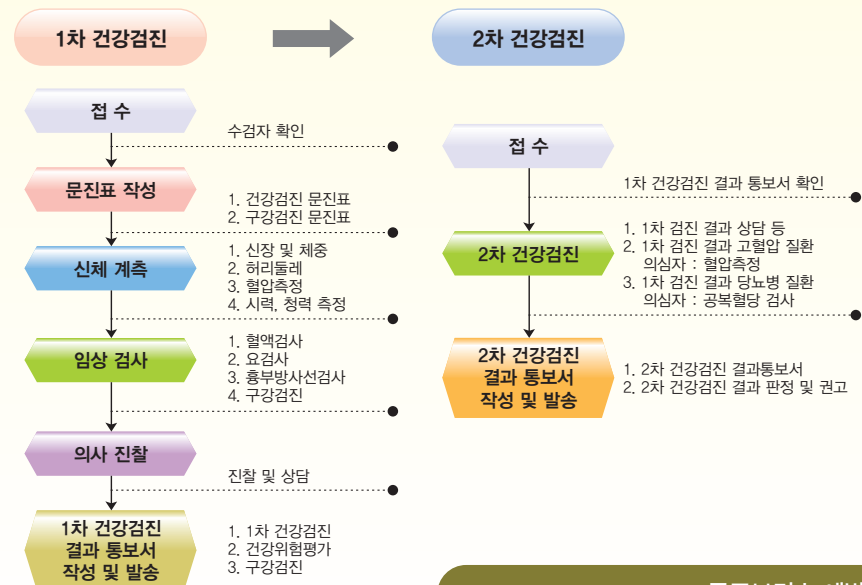 1차 건강검진
접 수
수검자 확인
문진표 작성
1. 건강검진 문진표
2. 구강검진 문진표
신체 계측
1. 신장 및 체중
2. 허리둘레
3. 혈압측정
4. 시력, 청력 측정
임상 검사
1. 혈액검사
2. 요검사
3. 흉부방사선검사
4. 구강검진
의사 진찰
진찰 및 상담
1차 건강검진
결과 통보서
작성 및 발송
1. 1차 건강검진
2. 건강위험평가
3. 구강검진
2차 건강검진
접 수
1차 건강검진 결과 통보서 확인
2차 건강검진
1. 1차 검진 결과 상담 등
2. 1차 검진 결과 고혈압 질환
의심자 : 혈압측정
3. 1차 검진 결과 당뇨병 질환
의심자 : 공복혈당 검사
2차 건강검진
결과 통보서
작성 및 발송
1. 2차 건강검진 결과통보서
2. 2차 건강검진 결과 판정 및 권고